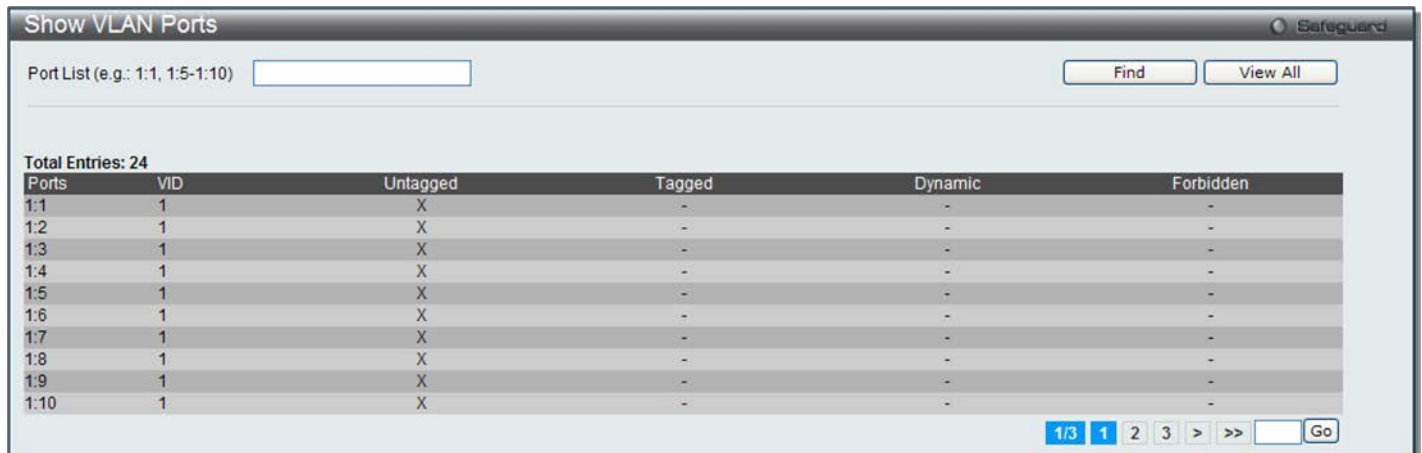 Show VLAN Ports Safeguard
Port List (e.g.: 1:1, 1:5-1:10) Find View All
Total Entries: 24
Ports VID Untagged Tagged Dynamic Forbidden
1:1 1 X - - -
1:2 1 X - - -
1:3 1 X - - -
1:4 1 X - - -
1:5 1 X - - -
1:6 1 X - - -
1:7 1 X - - -
1:8 1 X - - -
1:9 1 X - - -
1:10 1 X - - -
1/3 1 2 3 > >> Go